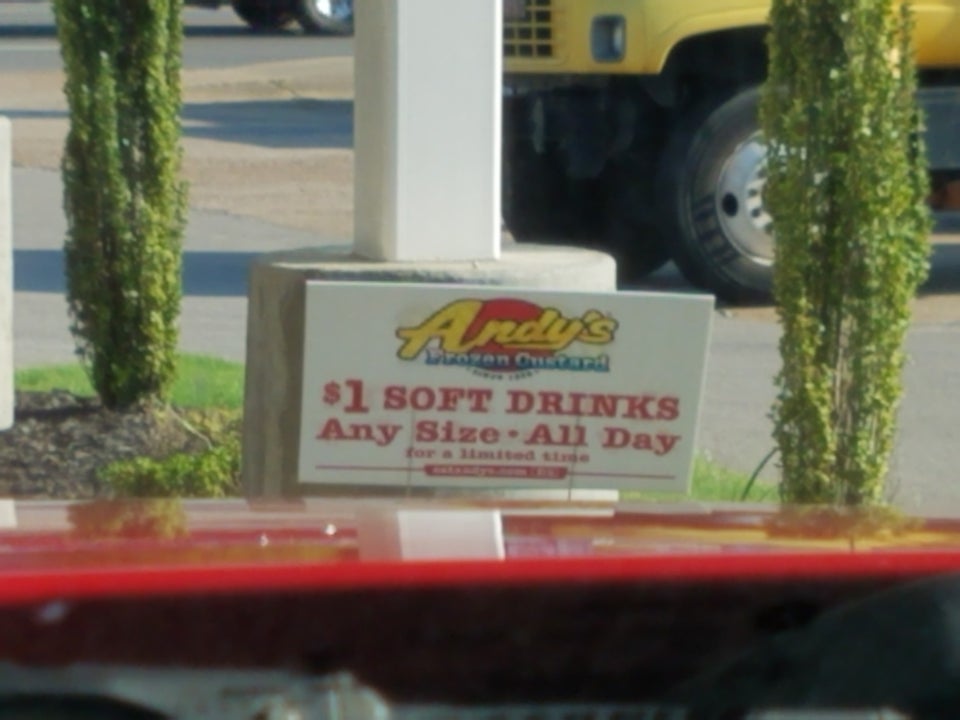 Andy's
Frozen Custard
$1 SOFT DRINKS
Any Size • All Day
for a limited time